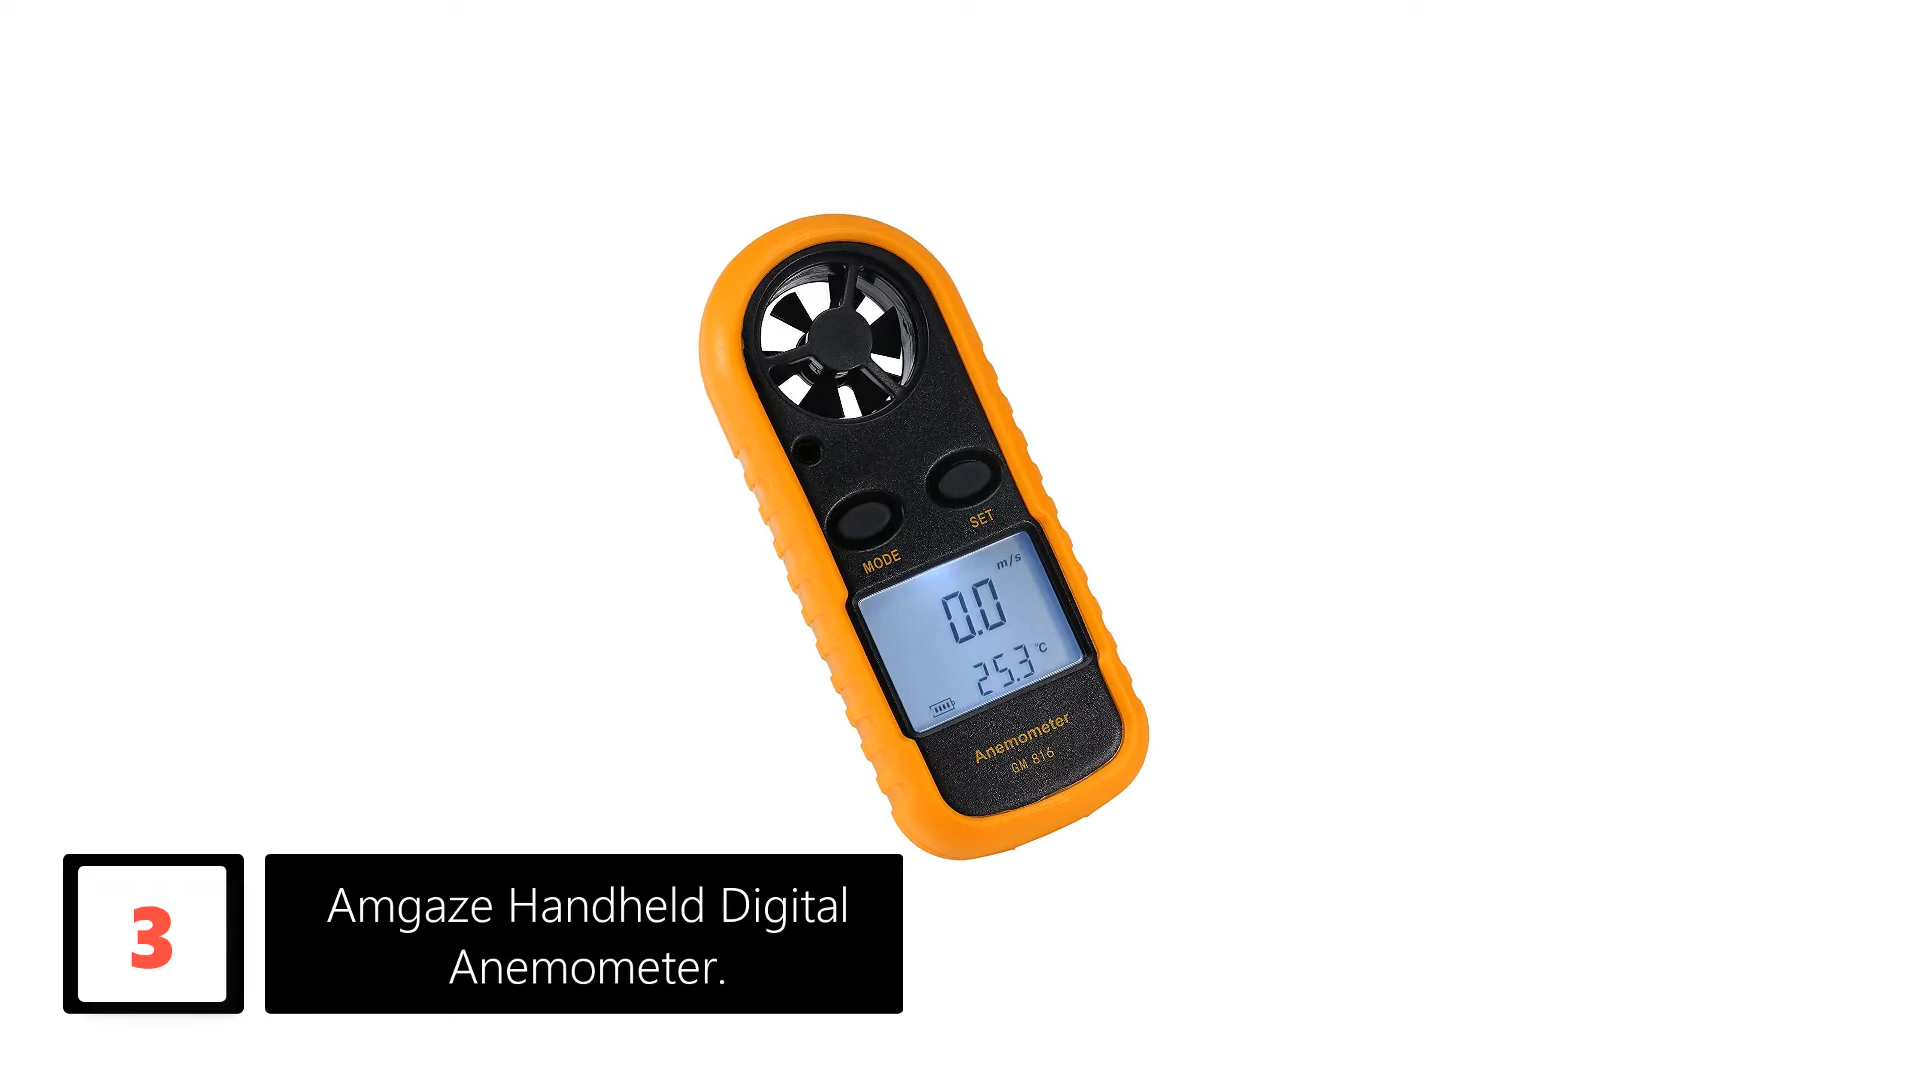 MODE
SET
m/s
0.0
25.3 °C
Anemometer
GM 816
3
Amgaze Handheld Digital
Anemometer.